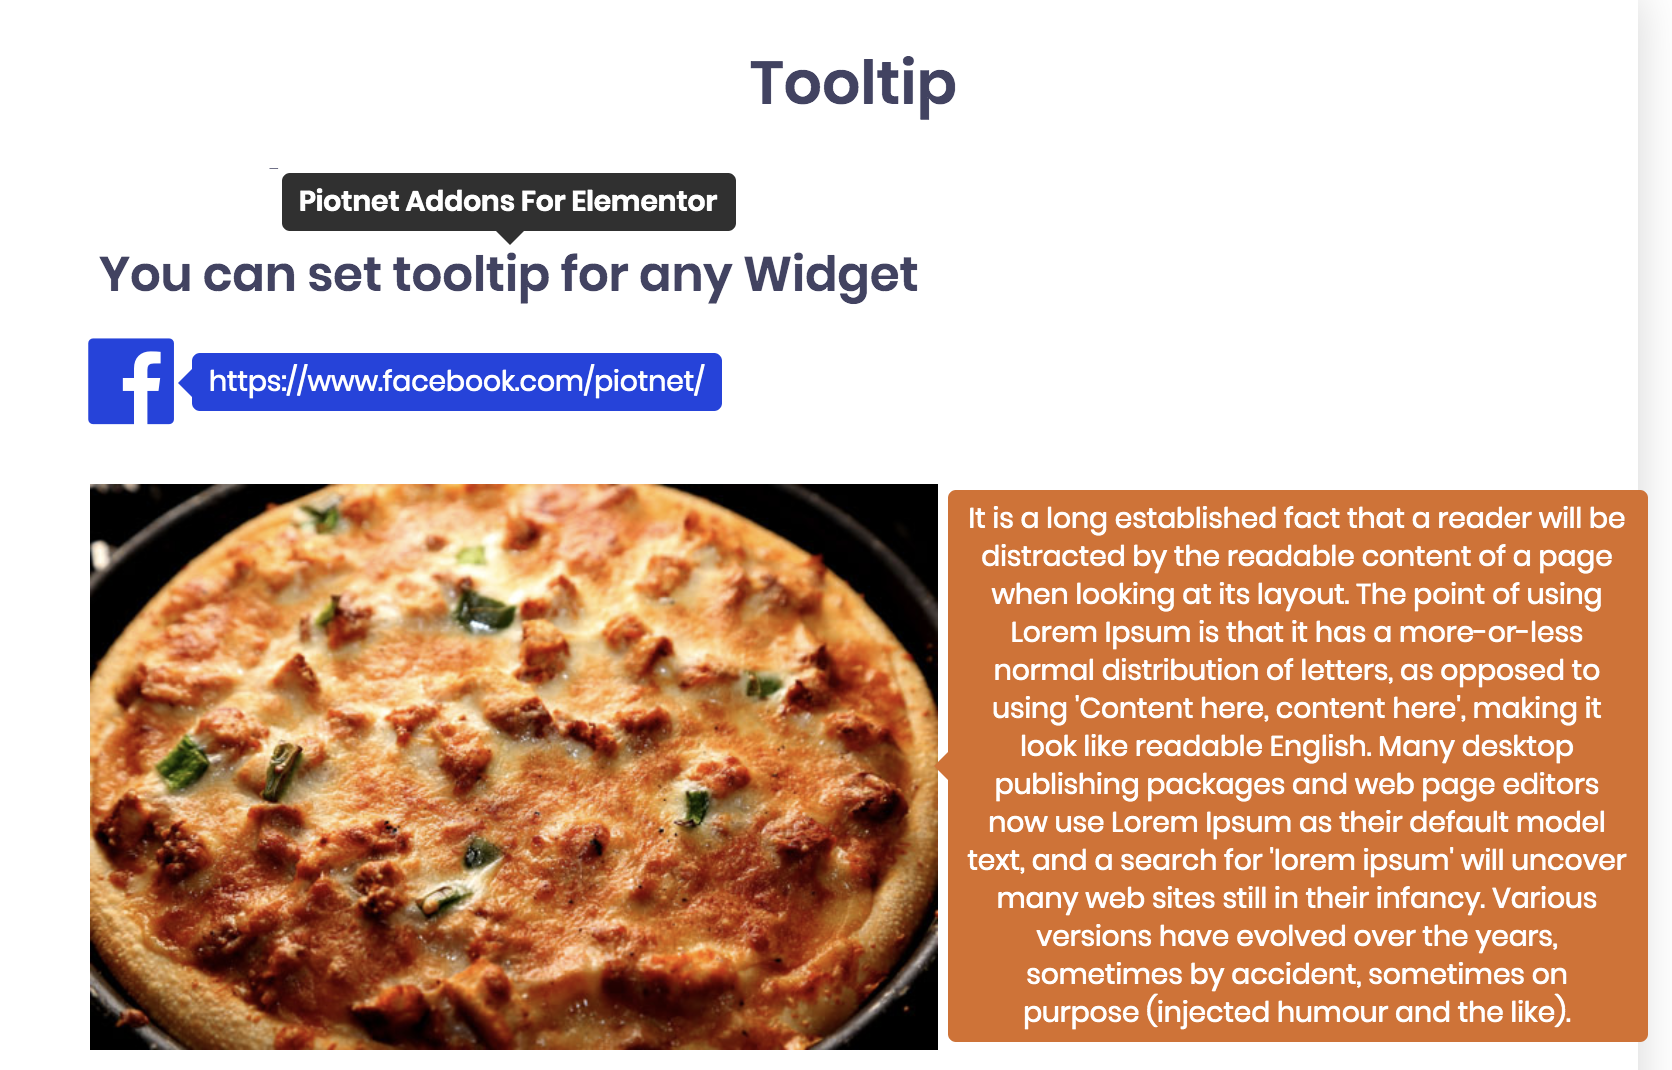 Tooltip
Piotnet Addons For Elementor
You can set tooltip for any Widget
https://www.facebook.com/piotnet/
It is a long established fact that a reader will be
distracted by the readable content of a page
when looking at its layout. The point of using
Lorem Ipsum is that it has a more-or-less
normal distribution of letters, as opposed to
using 'Content here, content here', making it
look like readable English. Many desktop
publishing packages and web page editors
now use Lorem Ipsum as their default model
text, and a search for 'lorem ipsum' will uncover
many web sites still in their infancy. Various
versions have evolved over the years,
sometimes by accident, sometimes on
purpose (injected humour and the like).